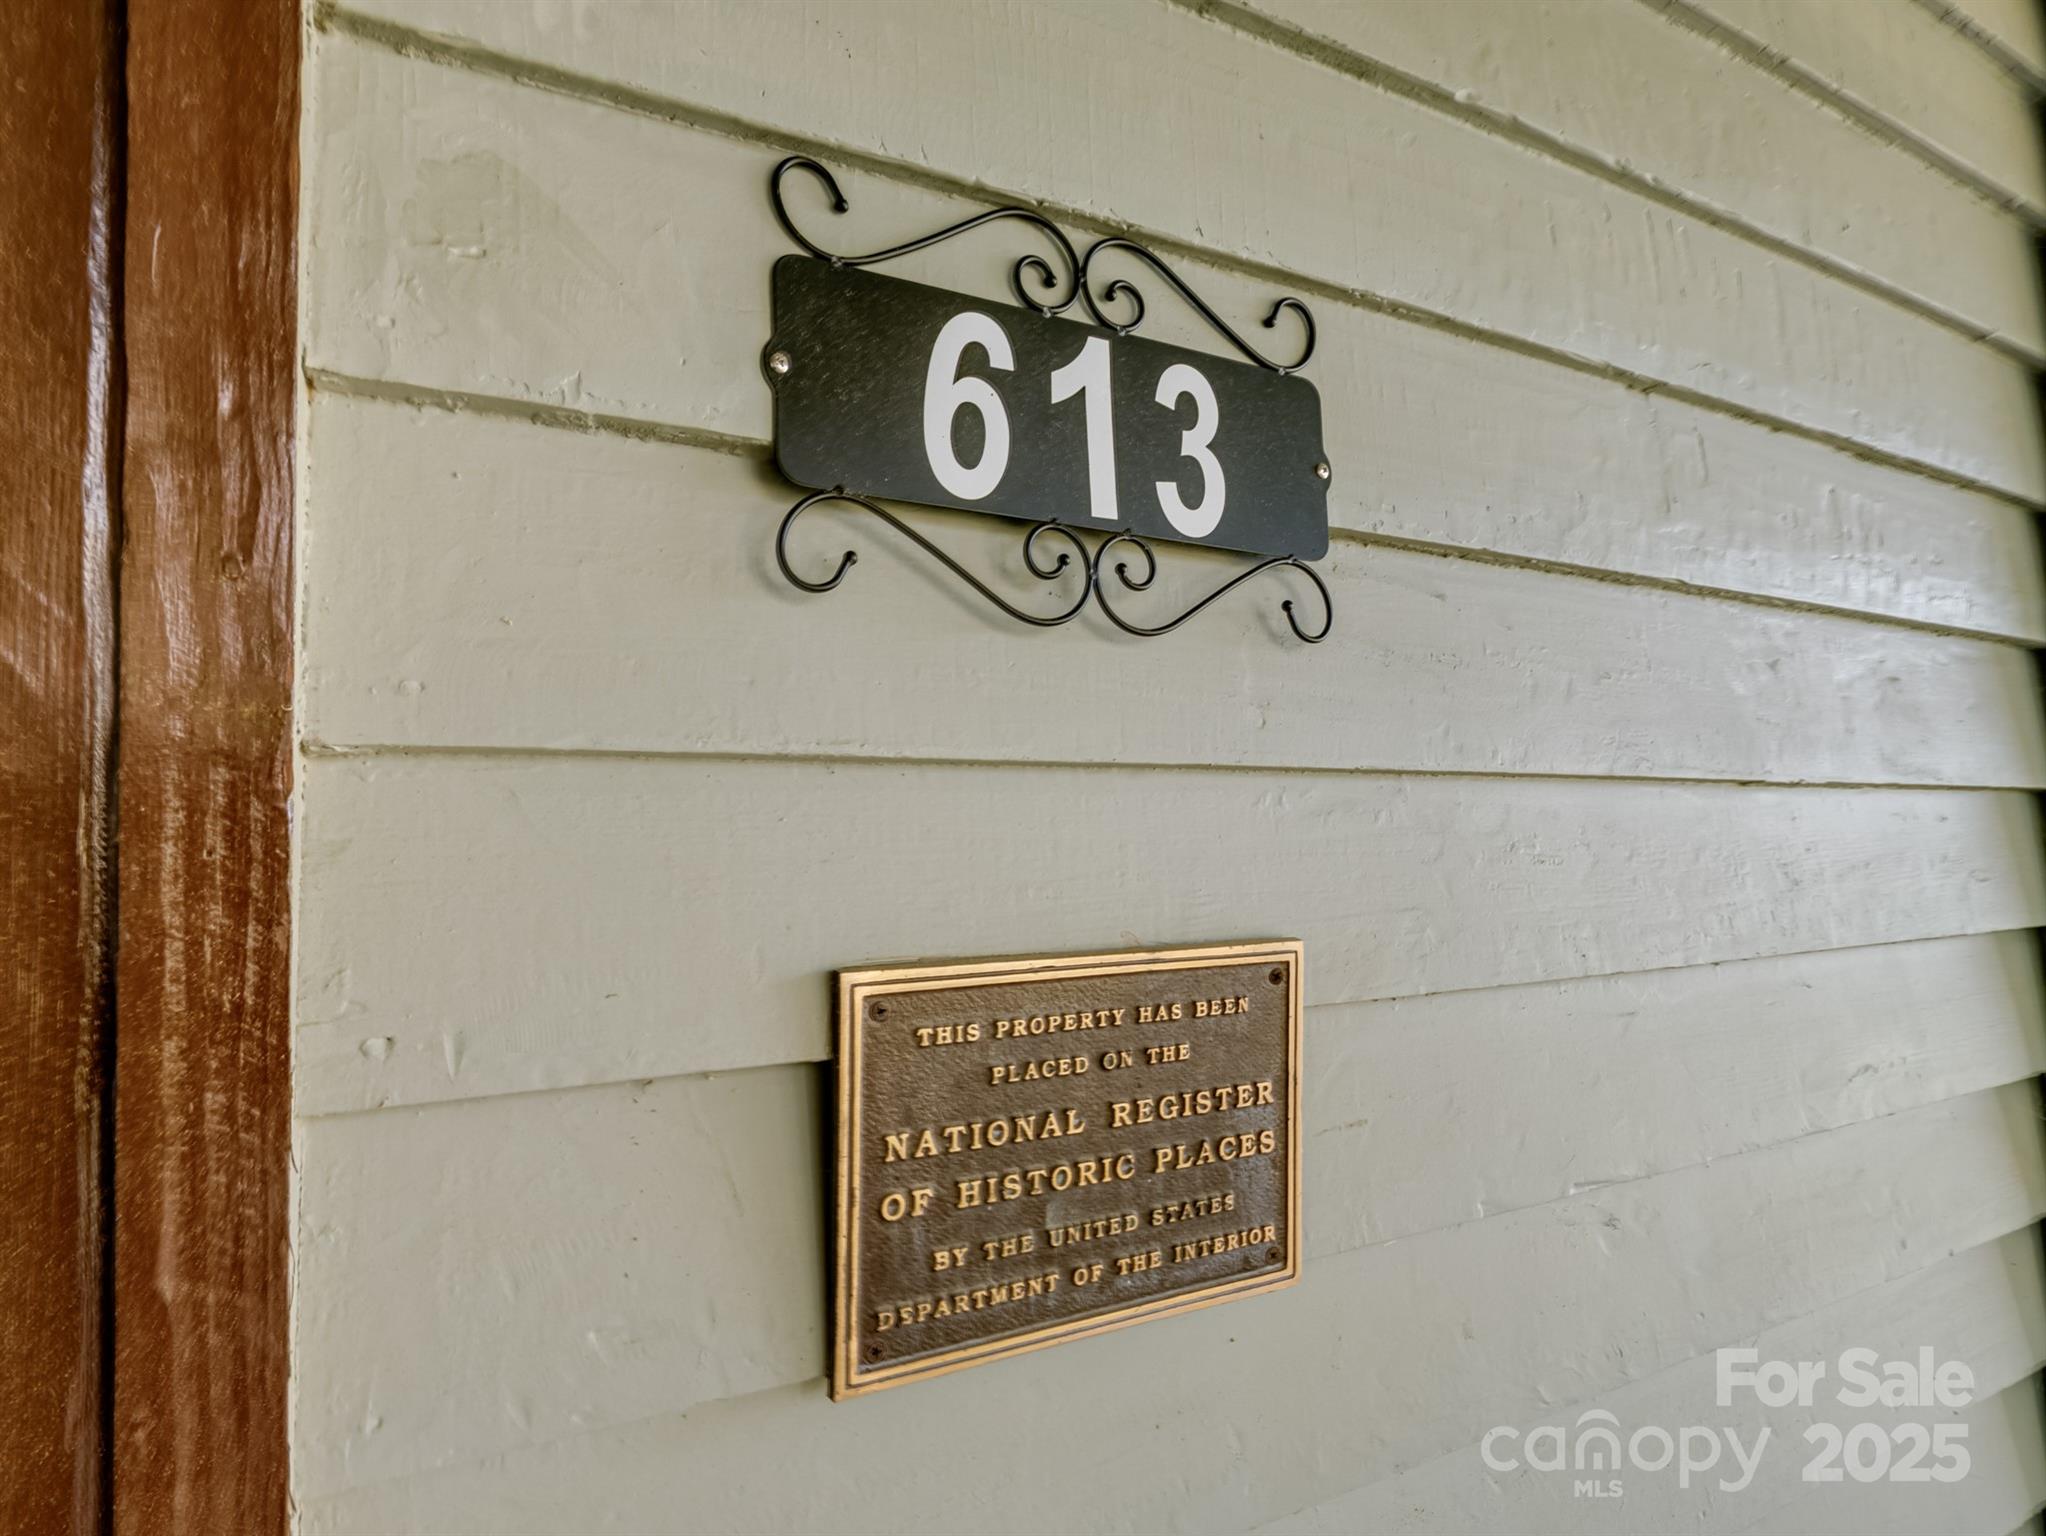 613
THIS PROPERTY HAS BEEN
PLACED ON THE
NATIONAL REGISTER
OF HISTORIC PLACES
BY THE UNITED STATES
DEPARTMENT OF THE INTERIOR
For Sale
canopy 2025
MLS